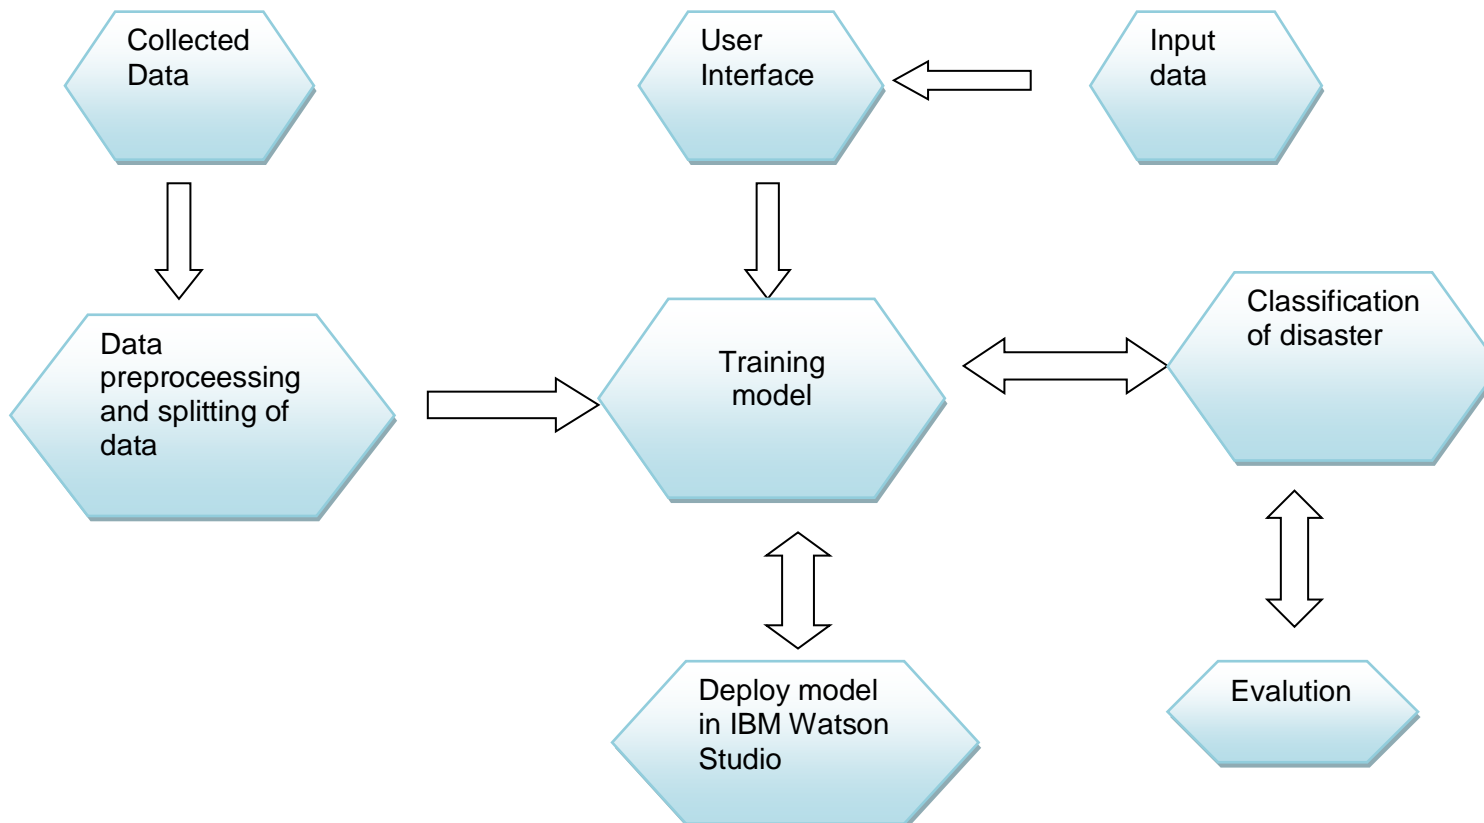 Collected
Data
User
Interface
Input
data
Data
preproceessing
and splitting of
data
Training
model
Classification
of disaster
Deploy model
in IBM Watson
Studio
Evalution